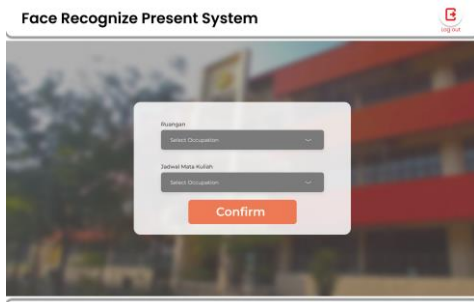 Face Recognize Present System
Log out
Ruangan
Select Occupation
Jadwal Mata Kuliah
Select Occupation
Confirm